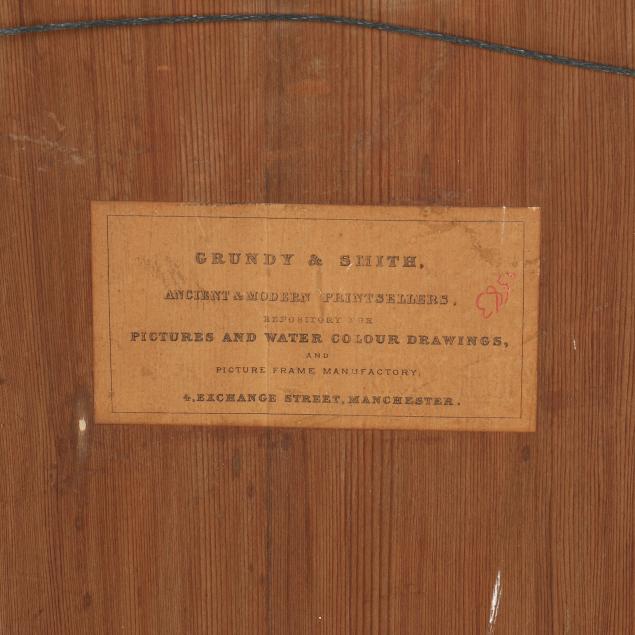 GRUNDY & SMITH,
ANCIENT & MODERN PRINTSELLERS,
REPOSITORY FOR
PICTURES AND WATER COLOUR DRAWINGS,
AND
PICTURE FRAME MANUFACTORY,
4, EXCHANGE STREET, MANCHESTER.